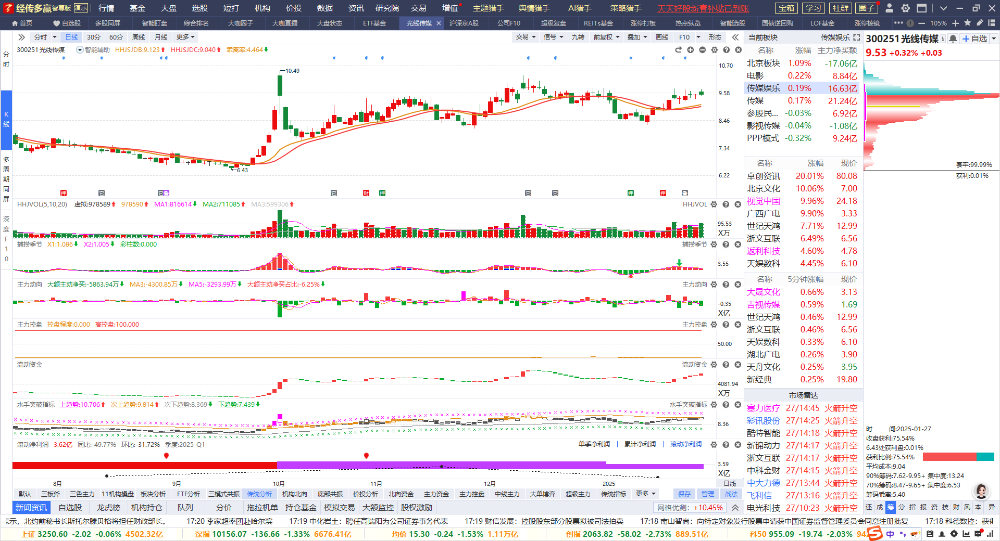 经传多赢 智尊版 演示 行情 基金 大盘 选股 短打 机构 价投 数据 资讯 研究院 交易 增值 主题猎手 舆情猎手 AI猎手 策略猎手 天天好股新春补贴已到账 宝箱 学习 社群 圈子
首页 自选股 多股同屏 智能盯盘 综合排名 大咖圈子 大咖直播 大盘状态 ETF基金 光线传媒 沪深京A股 公司F10 超级复盘 REITs基金 涨停打板 热点纵览 智能选股 国债逆回购 LOF基金 涨停棱镜 105%
分时 日线 30分 60分 周线 月线 更多 交易 信号 九转 前复权 叠加 画线 F10 形态
分时
K线
多周期同屏
深度F10
300251 光线传媒 智能辅助 HHJSJDB:9.123 HHJSJDC:9.040 乖离率:4.464
10.49
6.43
10.70
9.58
8.46
7.34
6.22
押 它 它 叠 它 财 押 它 它 押 押 叠
HHJVOL(5,10,20) 虚拟:978589 978590 MA1:816614 MA2:711085 MA3:599306 HHJVOL
95.53
X万
捕捞季节 X1:1.086 X2:1.005 彩柱数:0.000 捕捞季节
3.55
主力动向 大额主动净买:-5863.94万 MA3:-4300.85万 MA5:-3293.99万 大额主动净买占比:-6.25% 主力动向
-0.35
X亿
主力控盘 控盘程度:0.000 高控盘:100.000 主力控盘
50.00
流动资金 流动资金
4081.94
X万
水手突破指标 上趋势:10.706 次上趋势:9.814 次下趋势:8.369 下趋势:7.439 水手突破指标
8.36
滚动净利润 3.62亿 同比:-49.77% 环比:-31.72% 季度:2025-Q1 单季净利润 | 累计净利润 | 滚动净利润
3.59
X亿
8月 9月 10月 11月 12月 2025 日线
默认 三板斧 三色主力 11机构操盘 板块分析 ETF分析 三模式共振 传统分析 机构北向 底部共振 价投分析 北向资金 主力资金 主力控盘 中线主力 大单博弈 超级主力 传统指标 更多 保存 管理 战法
新闻资讯 自选股 龙虎榜 机构持仓 队列 分价 拖拉机单 持仓基金 模拟交易 大额监控 股权激励 网格优测: +10.45%
当前板块 传媒娱乐
名称 涨幅 主力净买额
北京板块 1.09% -17.06亿
电影 0.22% 8.84亿
传媒娱乐 0.19% 16.63亿
传媒 0.17% 21.24亿
参股民... -0.03% 6.92亿
影视传媒 -0.04% -1.08亿
PPP模式 -0.32% 9.24亿
名称 涨幅 现价
卓创资讯 20.01% 80.08
北京文化 10.06% 7.00
视觉中国 9.96% 24.18
广西广电 9.90% 3.33
世纪天鸿 7.71% 12.99
浙文互联 6.49% 6.56
返利科技 4.60% 4.78
天娱数科 4.45% 6.10
名称 5分钟涨幅 现价
大晟文化 0.66% 3.13
吉视传媒 0.59% 1.69
世纪天鸿 0.46% 12.99
浙文互联 0.46% 6.56
天娱数科 0.33% 6.10
湖北广电 0.26% 3.90
天舟文化 0.25% 3.95
新经典 0.25% 19.80
市场雷达
塞力医疗 27/14:45 火箭升空
彩讯股份 27/14:25 火箭升空
酷特智能 27/14:18 火箭升空
新锦动力 27/14:17 火箭升空
浙文互联 27/14:17 火箭升空
中科金财 27/14:15 火箭升空
中大力德 27/13:44 火箭升空
飞利信 27/13:16 火箭升空
电光科技 27/10:23 火箭升空
300251 光线传媒 自选
9.53 +0.32% +0.03
套牢:99.99%
获利:0.01%
时 间:2025-01-27
收盘获利:75.54%
6.43处获利盘:0.01%
获利比例:75.54%
平均成本:9.04
90%筹码:7.62-9.95+ 集中度:13.24
70%筹码:8.47-9.65+ 集中度:6.53
筹码乖离:5.40
还 成 筹 分 指 报 资 技 财 风 本 异
表示，北约前秘书长斯托尔滕贝格将担任财政部长。 17:20 李家超率团赴哈尔滨 17:19 中化岩土：聘任高瑞阳为公司证券事务代表 17:19 财信发展：控股股东部分股票拟被司法拍卖 17:18 南山智尚：向特定对象发行股票申请获中国证券监督管理委员会同意注册批复 17:18 科德数控：获得
上证 3250.60 -2.02 -0.06% 4502.32亿 深指 10156.07 -136.66 -1.33% 6676.41亿 均价 15.30 -0.24 -1.53% 1.11万亿 创指 2063.82 -58.02 -2.73% 889.51亿 科50 955.09 -19.74 -2.03% 942 中